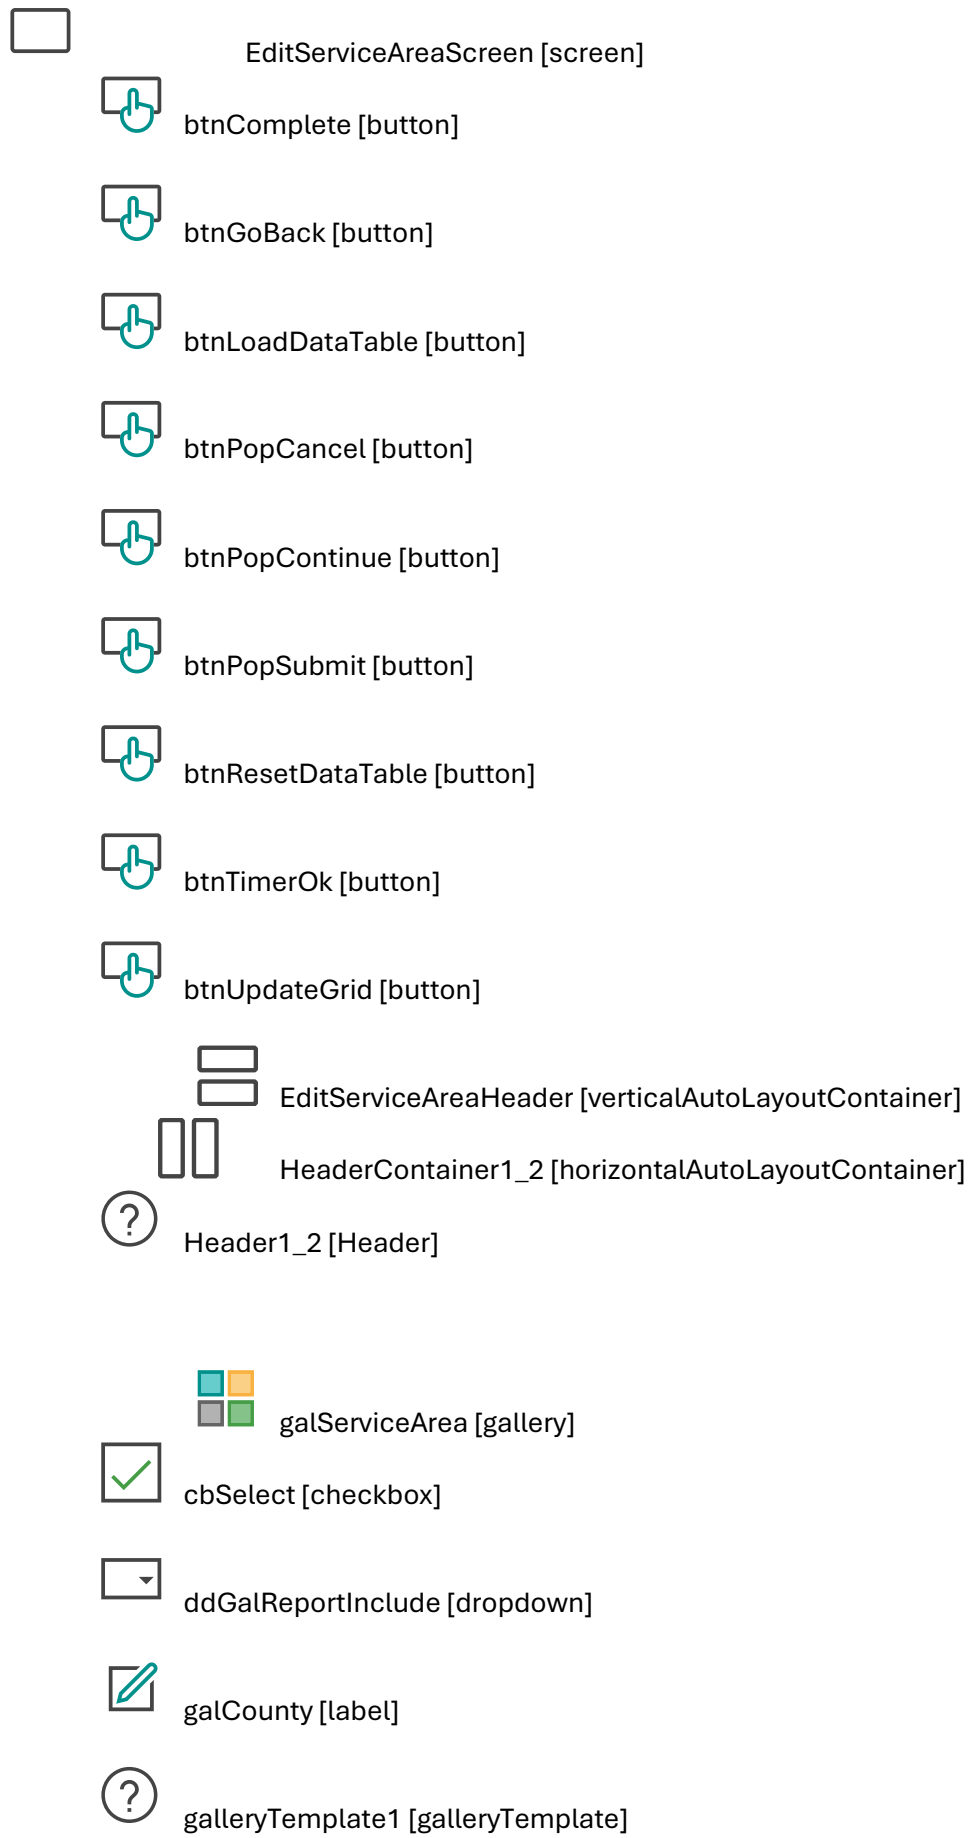 EditServiceAreaScreen [screen]
btnComplete [button]
btnGoBack [button]
btnLoadDataTable [button]
btnPopCancel [button]
btnPopContinue [button]
btnPopSubmit [button]
btnResetDataTable [button]
btnTimerOk [button]
btnUpdateGrid [button]
EditServiceAreaHeader [verticalAutoLayoutContainer]
HeaderContainer1_2 [horizontalAutoLayoutContainer]
Header1_2 [Header]
galServiceArea [gallery]
cbSelect [checkbox]
ddGalReportInclude [dropdown]
galCounty [label]
galleryTemplate1 [galleryTemplate]